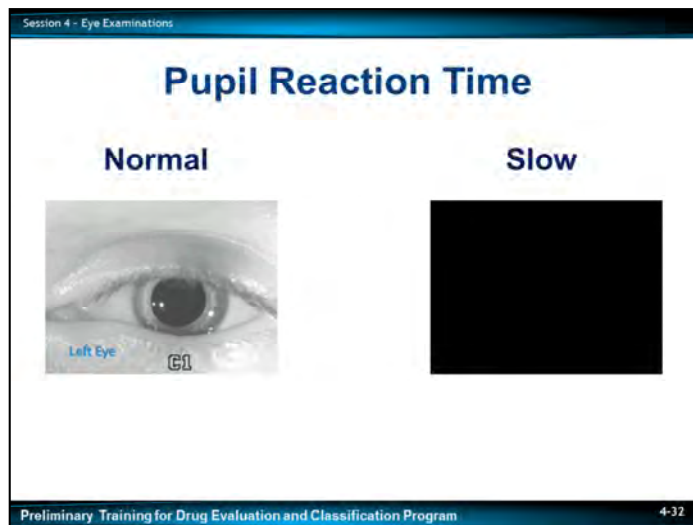 Session 4 - Eye Examinations
Pupil Reaction Time
Normal
Slow
Left Eye
C1
Preliminary Training for Drug Evaluation and Classification Program
4-32